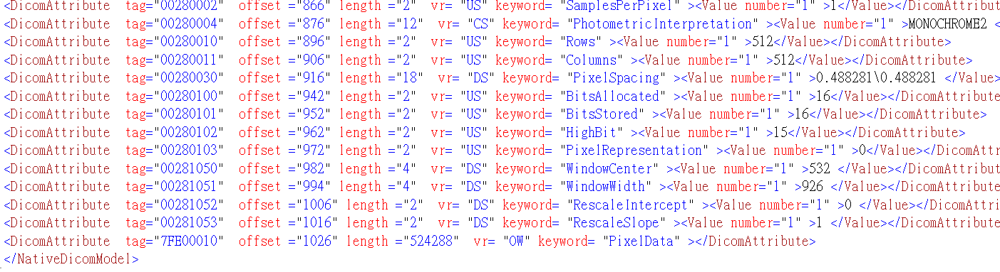 <DicomAttribute  tag="00280002"  offset ="866" length ="2"  vr= "US" keyword= "SamplesPerPixel" ><Value number="1" >1</Value></DicomAttribut
<DicomAttribute  tag="00280004"  offset ="876" length ="12"  vr= "CS" keyword= "PhotometricInterpretation" ><Value number="1" >MONOCHROME2 <
<DicomAttribute  tag="00280010"  offset ="896" length ="2"  vr= "US" keyword= "Rows" ><Value number="1" >512</Value></DicomAttribute>
<DicomAttribute  tag="00280011"  offset ="906" length ="2"  vr= "US" keyword= "Columns" ><Value number="1" >512</Value></DicomAttribute>
<DicomAttribute  tag="00280030"  offset ="916" length ="18"  vr= "DS" keyword= "PixelSpacing" ><Value number="1" >0.488281\0.488281 </Value>
<DicomAttribute  tag="00280100"  offset ="942" length ="2"  vr= "US" keyword= "BitsAllocated" ><Value number="1" >16</Value></DicomAttribute
<DicomAttribute  tag="00280101"  offset ="952" length ="2"  vr= "US" keyword= "BitsStored" ><Value number="1" >16</Value></DicomAttribute>
<DicomAttribute  tag="00280102"  offset ="962" length ="2"  vr= "US" keyword= "HighBit" ><Value number="1" >15</Value></DicomAttribute>
<DicomAttribute  tag="00280103"  offset ="972" length ="2"  vr= "US" keyword= "PixelRepresentation" ><Value number="1" >0</Value></DicomAttr
<DicomAttribute  tag="00281050"  offset ="982" length ="4"  vr= "DS" keyword= "WindowCenter" ><Value number="1" >532 </Value></DicomAttribut
<DicomAttribute  tag="00281051"  offset ="994" length ="4"  vr= "DS" keyword= "WindowWidth" ><Value number="1" >926 </Value></DicomAttribute
<DicomAttribute  tag="00281052"  offset ="1006" length ="2"  vr= "DS" keyword= "RescaleIntercept" ><Value number="1" >0 </Value></DicomAttri
<DicomAttribute  tag="00281053"  offset ="1016" length ="2"  vr= "DS" keyword= "RescaleSlope" ><Value number="1" >1 </Value></DicomAttribute
<DicomAttribute  tag="7FE00010"  offset ="1026" length ="524288"  vr= "OW" keyword= "PixelData" ></DicomAttribute>
</NativeDicomModel>